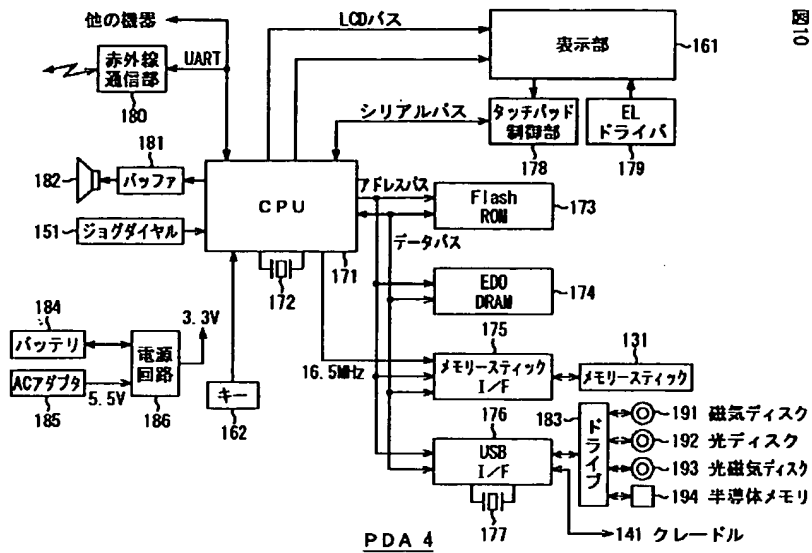 図10
他の機器
LCDバス
表示部
161
赤外線
通信部
UART
180
シリアルバス
タッチパッド
制御部
178
EL
ドライバ
179
181
182
バッファ
CPU
アドレスバス
Flash
ROM
173
151
ジョグダイヤル
データバス
172
171
EDO
DRAM
174
184
バッテリ
3.3V
電源
回路
ACアダプタ
185
5.5V
186
キー
162
16.5MHz
175
メモリースティック
I/F
131
メモリースティック
176
USB
I/F
177
183
ドライブ
191 磁気ディスク
192 光ディスク
193 光磁気ディスク
194 半導体メモリ
141 クレードル
PDA 4